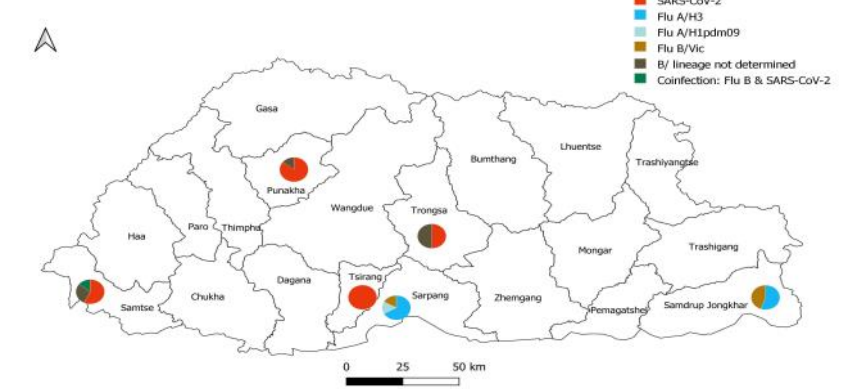 SARS-CoV-2
Flu A/H3
Flu A/H1pdm09
Flu B/Vic
B/ lineage not determined
Coinfection: Flu B & SARS-CoV-2
Gasa
Lhuentse
Bumthang
Trashiyangtse
Punakha
Wangdue
Trongsa
Paro
Thimpha
Haa
Mongar
Trashigang
Tsirang
Dagana
Sarpang
Zhemgang
Chukha
Samtse
Pemagatshel
Samdrup Jongkhar
0 25 50 km